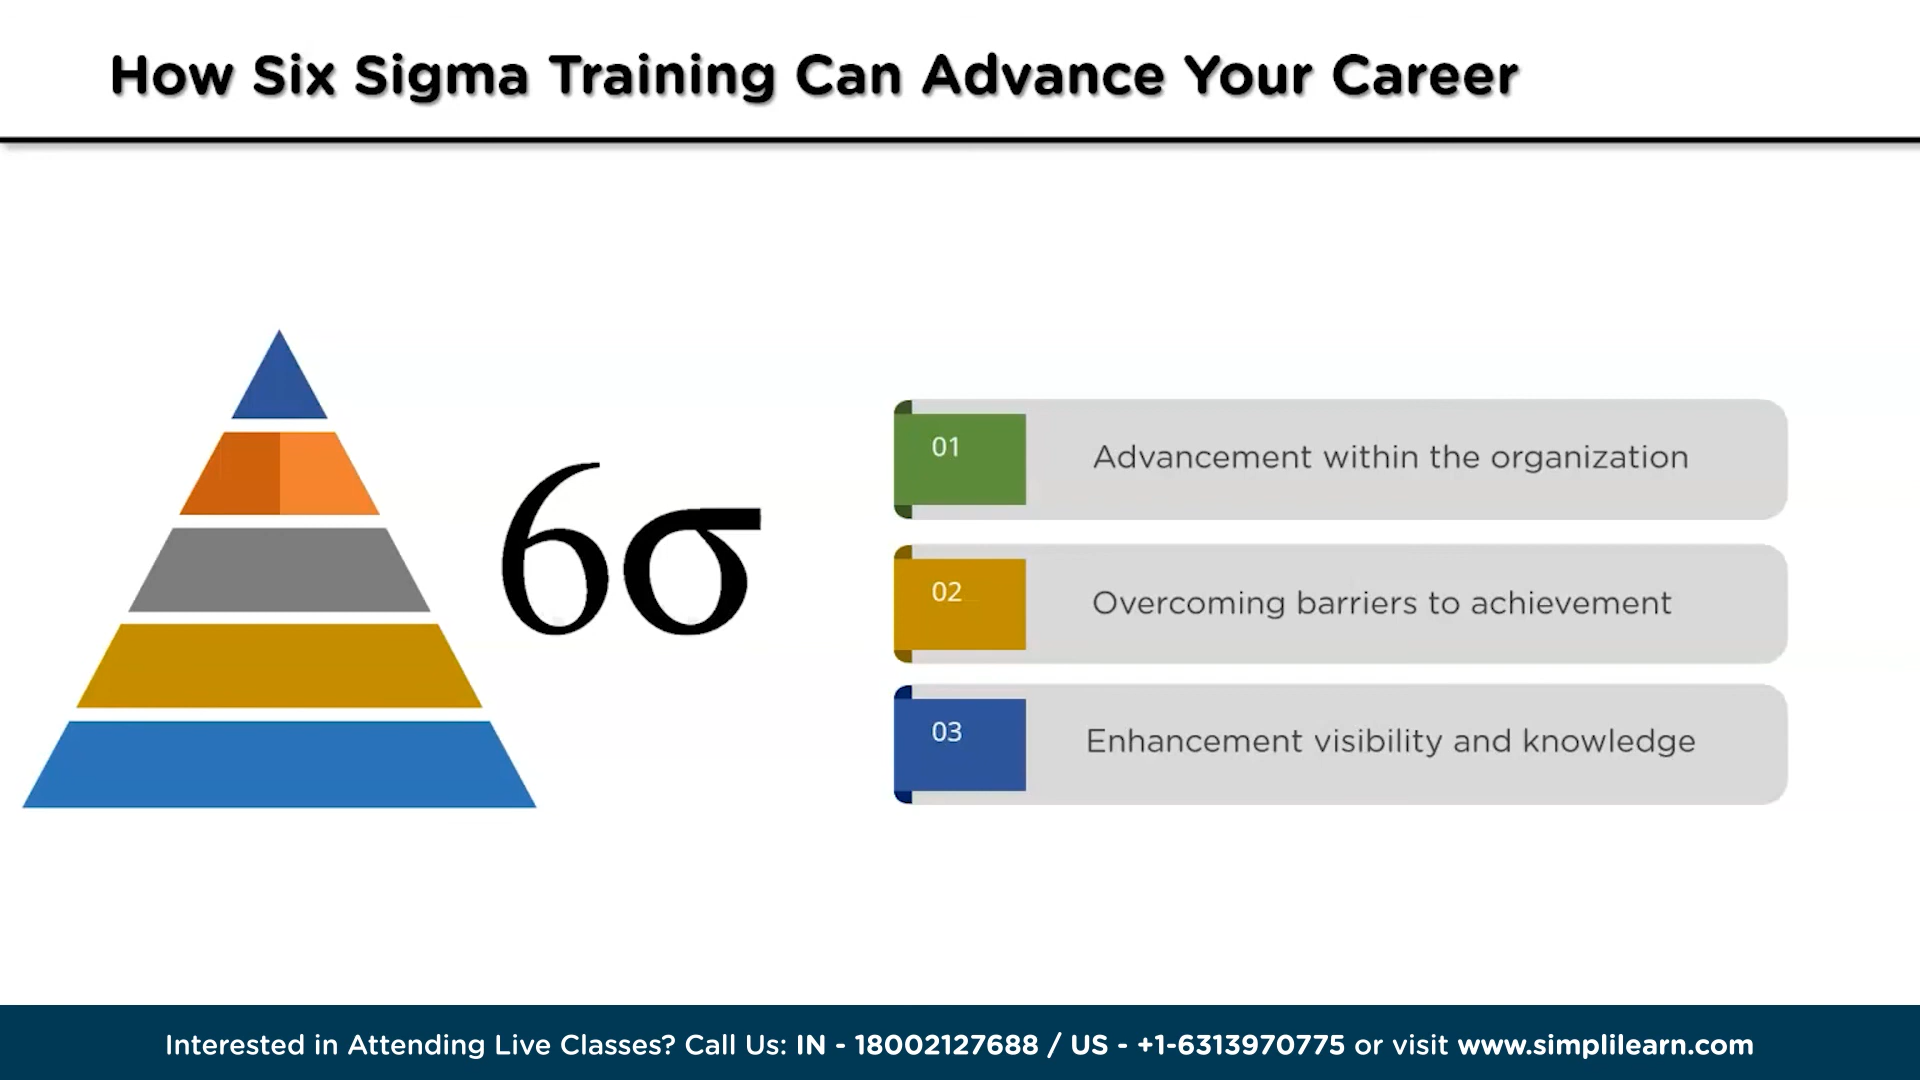 How Six Sigma Training Can Advance Your Career
6σ
01
Advancement within the organization
02
Overcoming barriers to achievement
03
Enhancement visibility and knowledge
Interested in Attending Live Classes? Call Us: IN - 18002127688 / US - +1-6313970775 or visit www.simplilearn.com